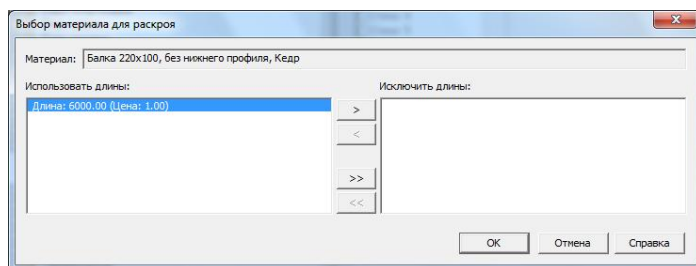 Выбор материала для раскроя
Материал: Балка 220x100, без нижнего профиля, Кедр
Использовать длины: Исключить длины:
Длина: 6000.00 (Цена: 1.00)
>
<
>>
<<
OK Отмена Справка